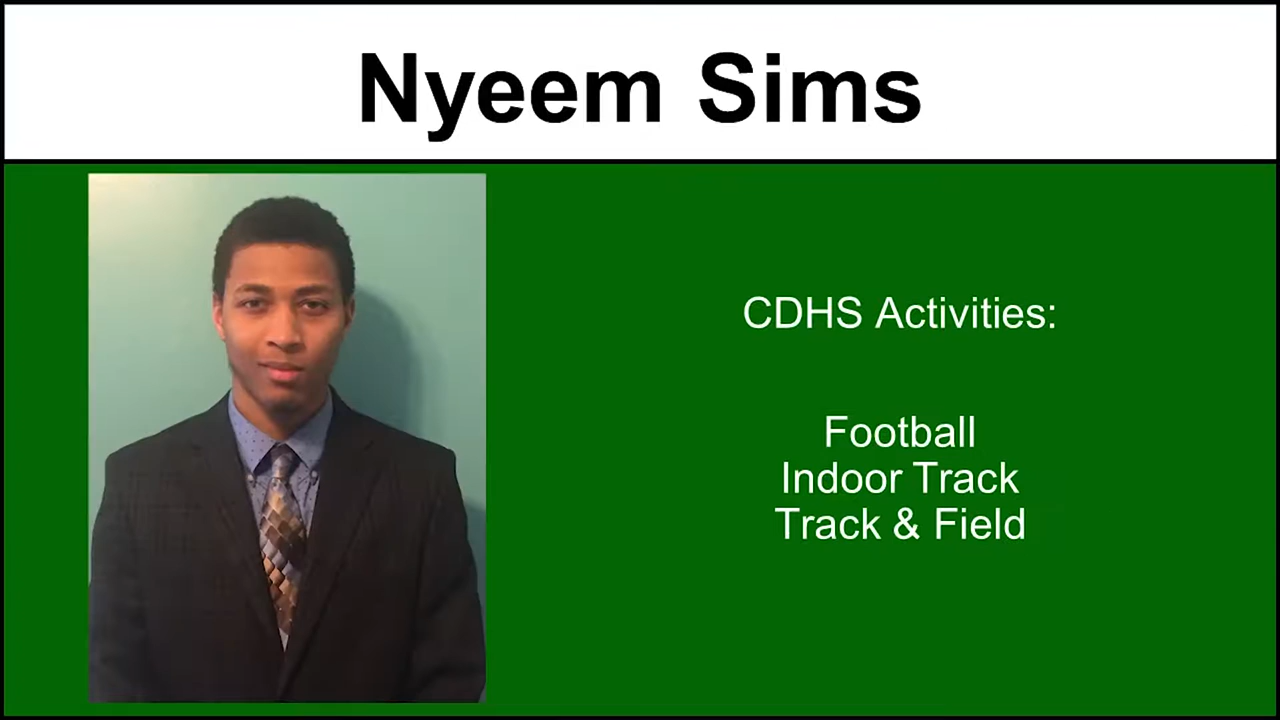 Nyeem Sims
CDHS Activities:
Football
Indoor Track
Track & Field